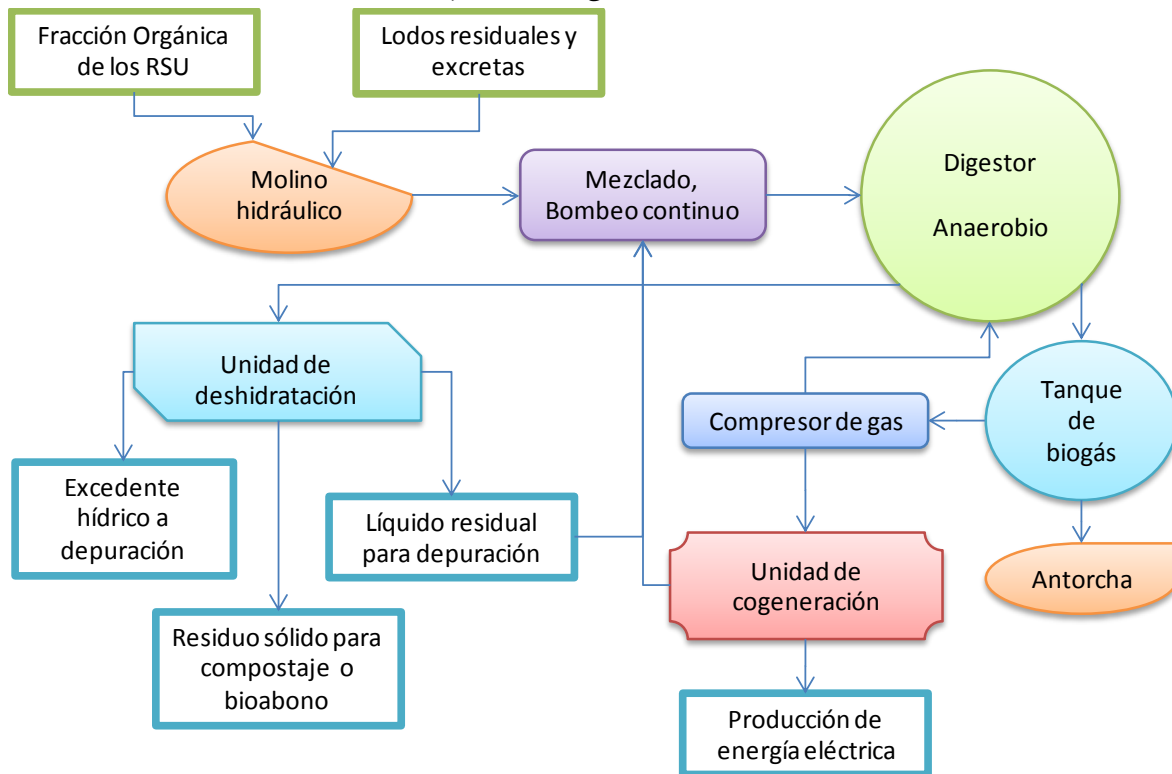 Fracción Orgánica
de los RSU
Lodos residuales y
excretas
Molino
hidráulico
Mezclado,
Bombeo continuo
Digestor
Anaerobio
Unidad de
deshidratación
Compresor de gas
Tanque
de
biogás
Excedente
hídrico a
depuración
Líquido residual
para depuración
Unidad de
cogeneración
Antorcha
Residuo sólido para
compostaje o
bioabono
Producción de
energía eléctrica